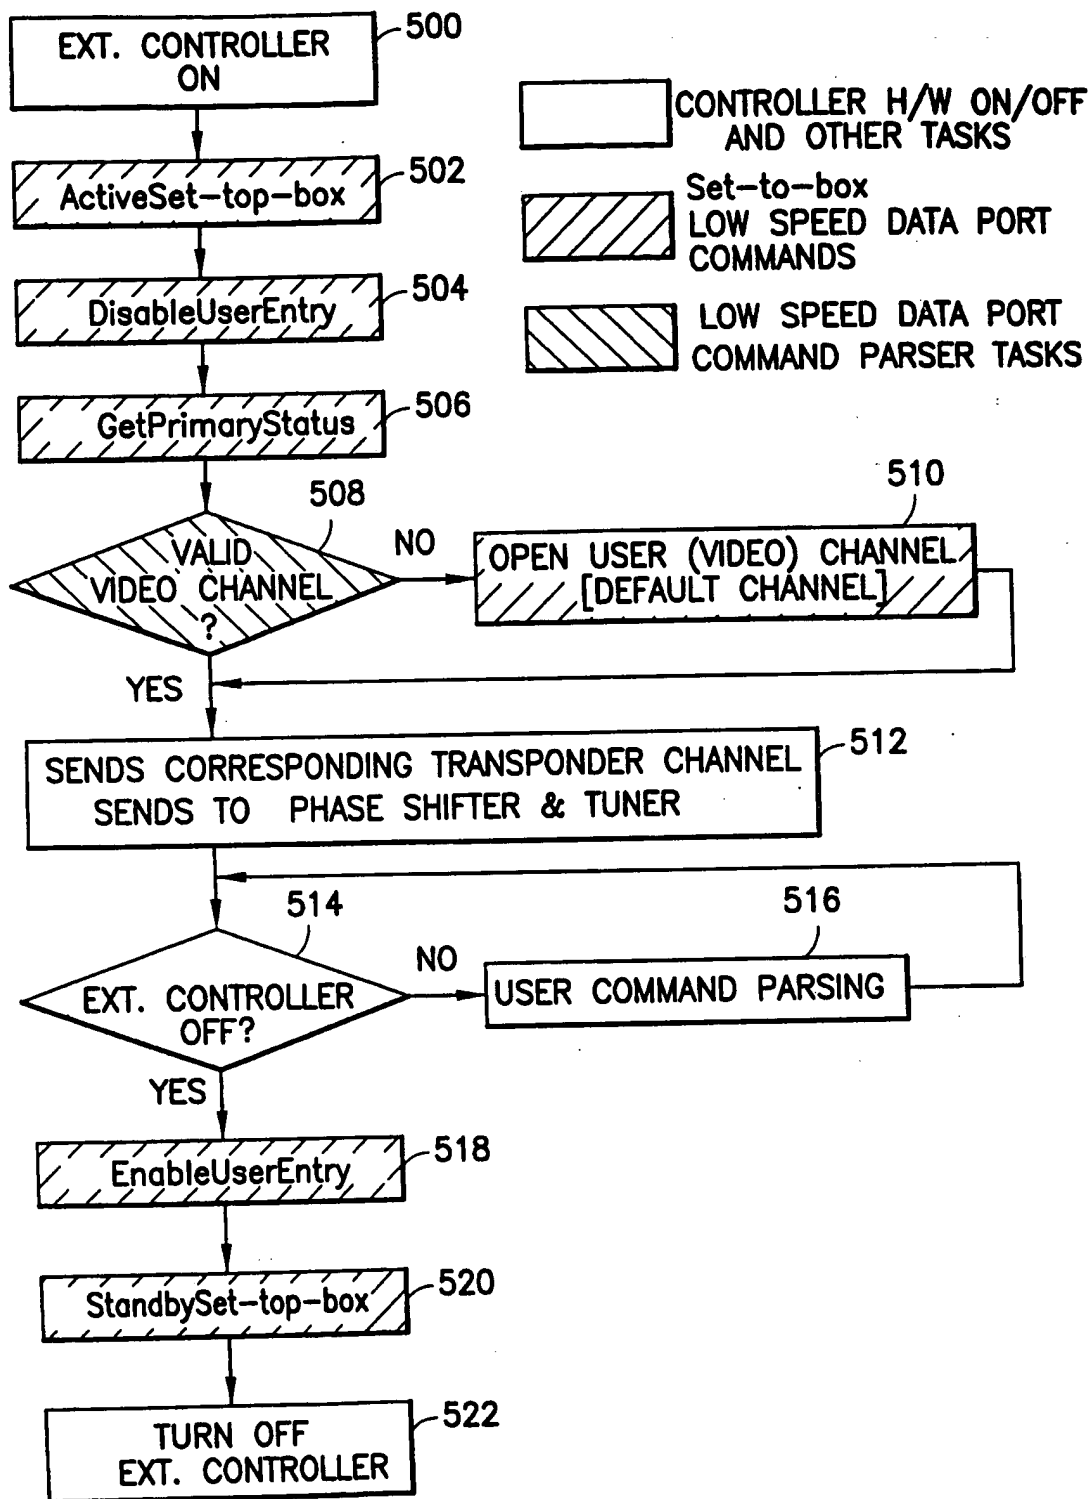 EXT. CONTROLLER
ON
500
CONTROLLER H/W ON/OFF
AND OTHER TASKS
ActiveSet-top-box
502
Set-to-box
LOW SPEED DATA PORT
COMMANDS
DisableUserEntry
504
LOW SPEED DATA PORT
COMMAND PARSER TASKS
GetPrimaryStatus
506
VALID
VIDEO CHANNEL
?
508
NO
510
OPEN USER (VIDEO) CHANNEL
[DEFAULT CHANNEL]
YES
SENDS CORRESPONDING TRANSPONDER CHANNEL
SENDS TO PHASE SHIFTER & TUNER
512
514
EXT. CONTROLLER
OFF?
NO
516
USER COMMAND PARSING
YES
EnableUserEntry
518
StandbySet-top-box
520
TURN OFF
EXT. CONTROLLER
522